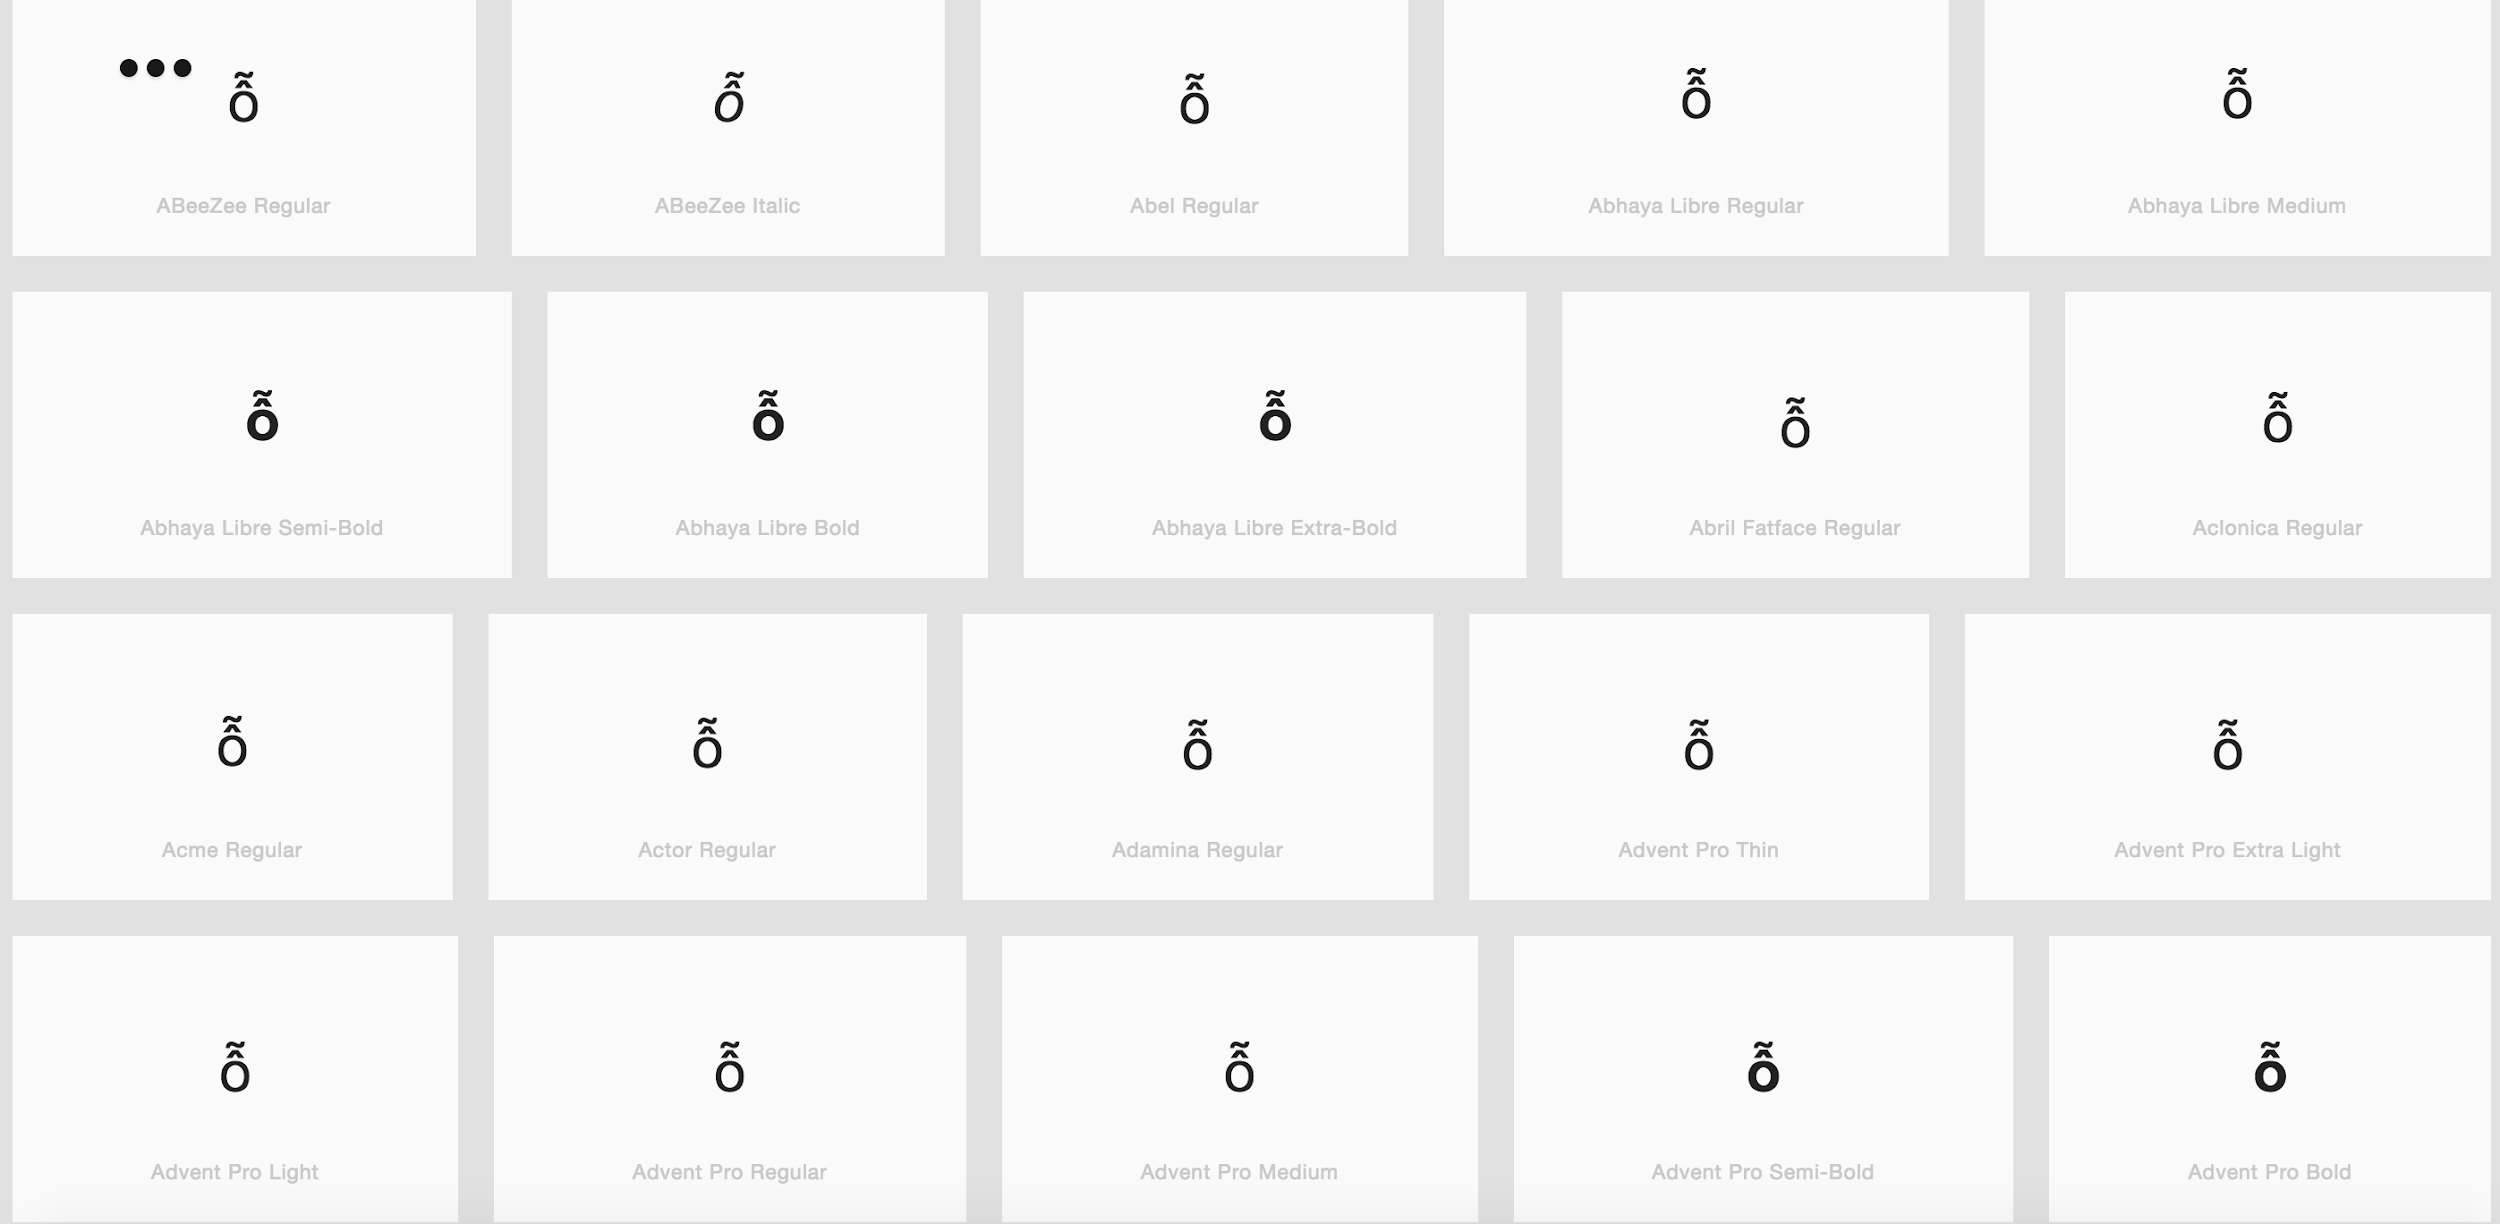 •••
ỗ ỗ ỗ ỗ ỗ
ABeeZee Regular ABeeZee Italic Abel Regular Abhaya Libre Regular Abhaya Libre Medium
ỗ ỗ ỗ ỗ ỗ
Abhaya Libre Semi-Bold Abhaya Libre Bold Abhaya Libre Extra-Bold Abril Fatface Regular Aclonica Regular
ỗ ỗ ỗ ỗ ỗ
Acme Regular Actor Regular Adamina Regular Advent Pro Thin Advent Pro Extra Light
ỗ ỗ ỗ ỗ ỗ
Advent Pro Light Advent Pro Regular Advent Pro Medium Advent Pro Semi-Bold Advent Pro Bold